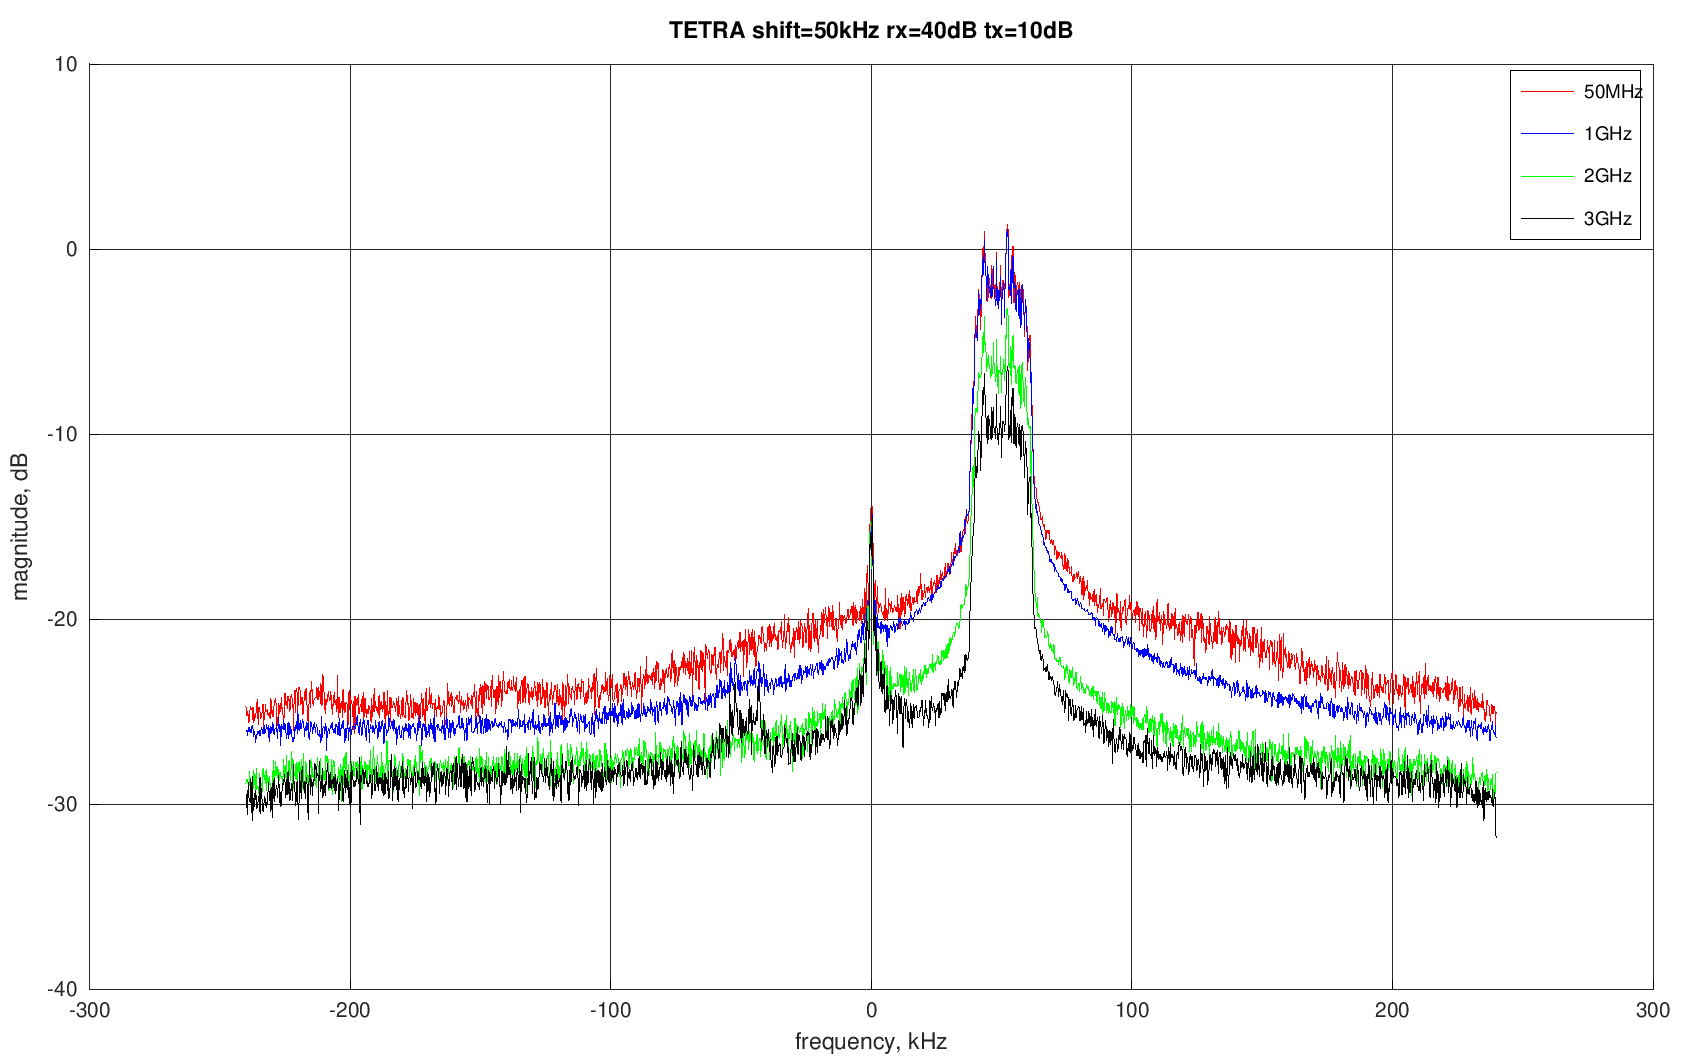 TETRA shift=50kHz rx=40dB tx=10dB
10
0
-10
-20
-30
-40
magnitude, dB
50MHz
1GHz
2GHz
3GHz
-300
-200
-100
0
100
200
300
frequency, kHz